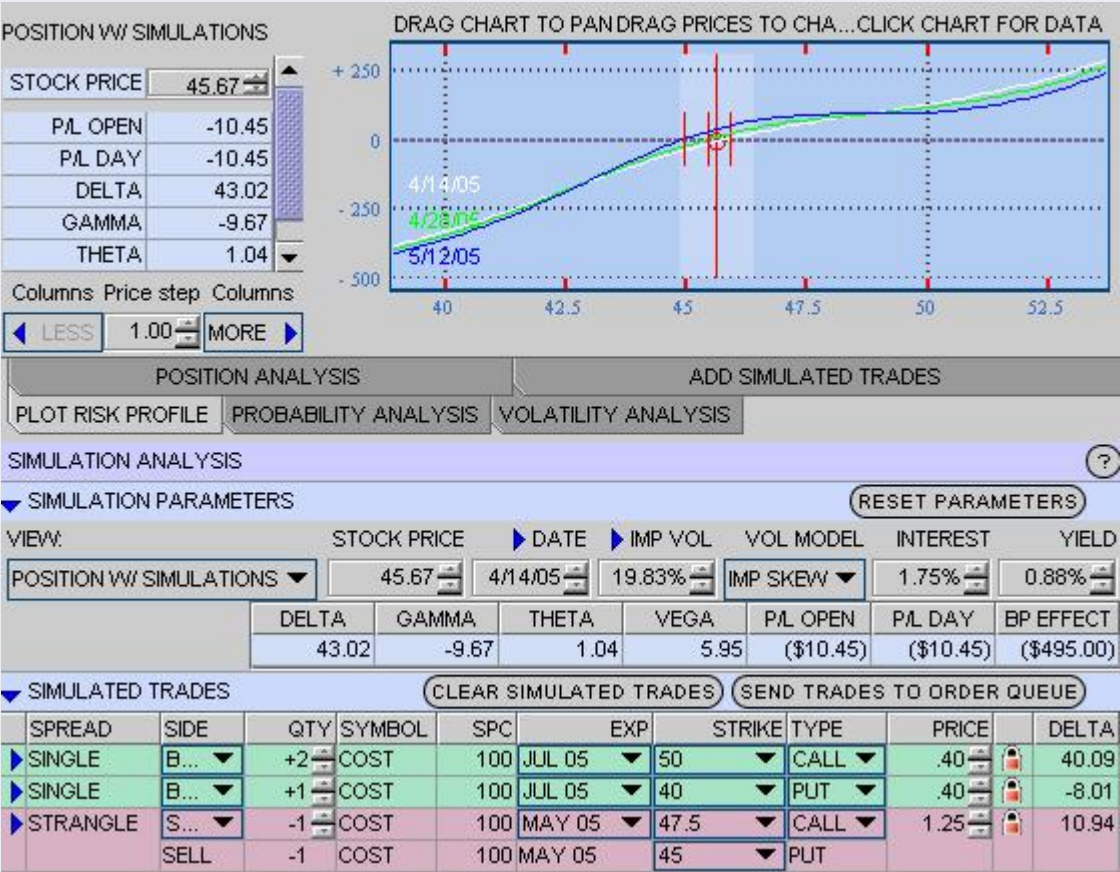 DRAG CHART TO PAN DRAG PRICES TO CHA...CLICK CHART FOR DATA
POSITION W/ SIMULATIONS
STOCK PRICE 45.67
P/L OPEN -10.45
P/L DAY -10.45
DELTA 43.02
GAMMA -9.67
THETA 1.04
+ 250
0
- 250
- 500
4/14/05
4/28/05
5/12/05
40 42.5 45 47.5 50 52.5
Columns Price step Columns
LESS 1.00 MORE
POSITION ANALYSIS ADD SIMULATED TRADES
PLOT RISK PROFILE PROBABILITY ANALYSIS VOLATILITY ANALYSIS
SIMULATION ANALYSIS ?
SIMULATION PARAMETERS RESET PARAMETERS
VIEW: STOCK PRICE DATE IMP VOL VOL MODEL INTEREST YIELD
POSITION W/ SIMULATIONS 45.67 4/14/05 19.83% IMP SKEW 1.75% 0.88%
DELTA GAMMA THETA VEGA P/L OPEN P/L DAY BP EFFECT
43.02 -9.67 1.04 5.95 ($10.45) ($10.45) ($495.00)
SIMULATED TRADES CLEAR SIMULATED TRADES SEND TRADES TO ORDER QUEUE
SPREAD SIDE QTY SYMBOL SPC EXP STRIKE TYPE PRICE DELTA
SINGLE B... +2 COST 100 JUL 05 50 CALL .40 40.09
SINGLE B... +1 COST 100 JUL 05 40 PUT .40 -8.01
STRANGLE S... -1 COST 100 MAY 05 47.5 CALL 1.25 10.94
SELL -1 COST 100 MAY 05 45 PUT